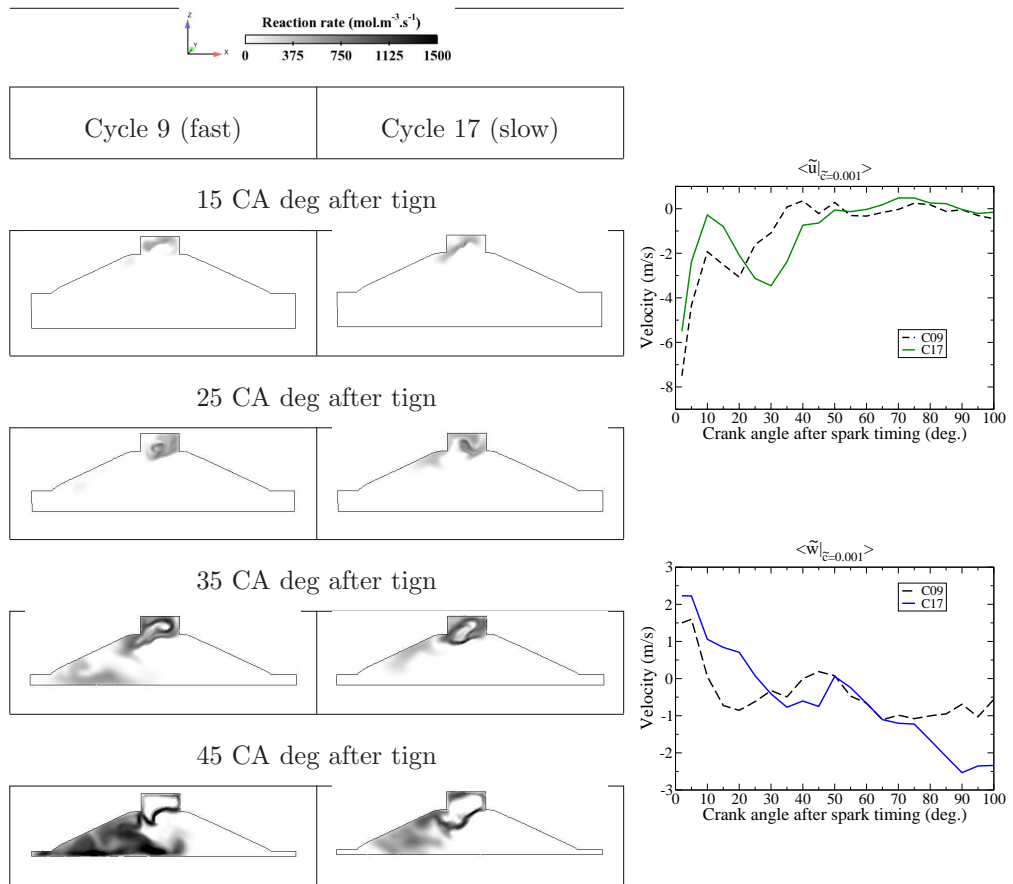 Z
Y
X
Reaction rate (mol.m⁻³.s⁻¹)
0 375 750 1125 1500
Cycle 9 (fast) Cycle 17 (slow)
15 CA deg after tign
25 CA deg after tign
35 CA deg after tign
45 CA deg after tign
<ũ|c̃=0.001>
Velocity (m/s)
0
-2
-4
-6
-8
C09
C17
0 10 20 30 40 50 60 70 80 90 100
Crank angle after spark timing (deg.)
<w̃|c̃=0.001>
Velocity (m/s)
3
2
1
0
-1
-2
-3
C09
C17
0 10 20 30 40 50 60 70 80 90 100
Crank angle after spark timing (deg.)